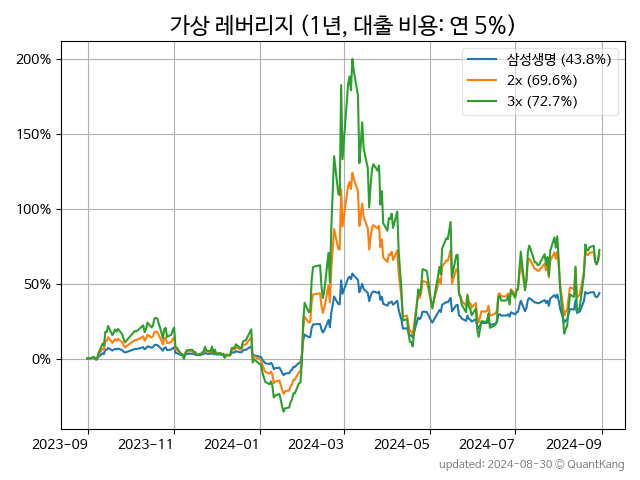 가상 레버리지 (1년, 대출 비용: 연 5%)
삼성생명 (43.8%)
2x (69.6%)
3x (72.7%)
200%
150%
100%
50%
0%
2023-09 2023-11 2024-01 2024-03 2024-05 2024-07 2024-09
updated: 2024-08-30 © QuantKang